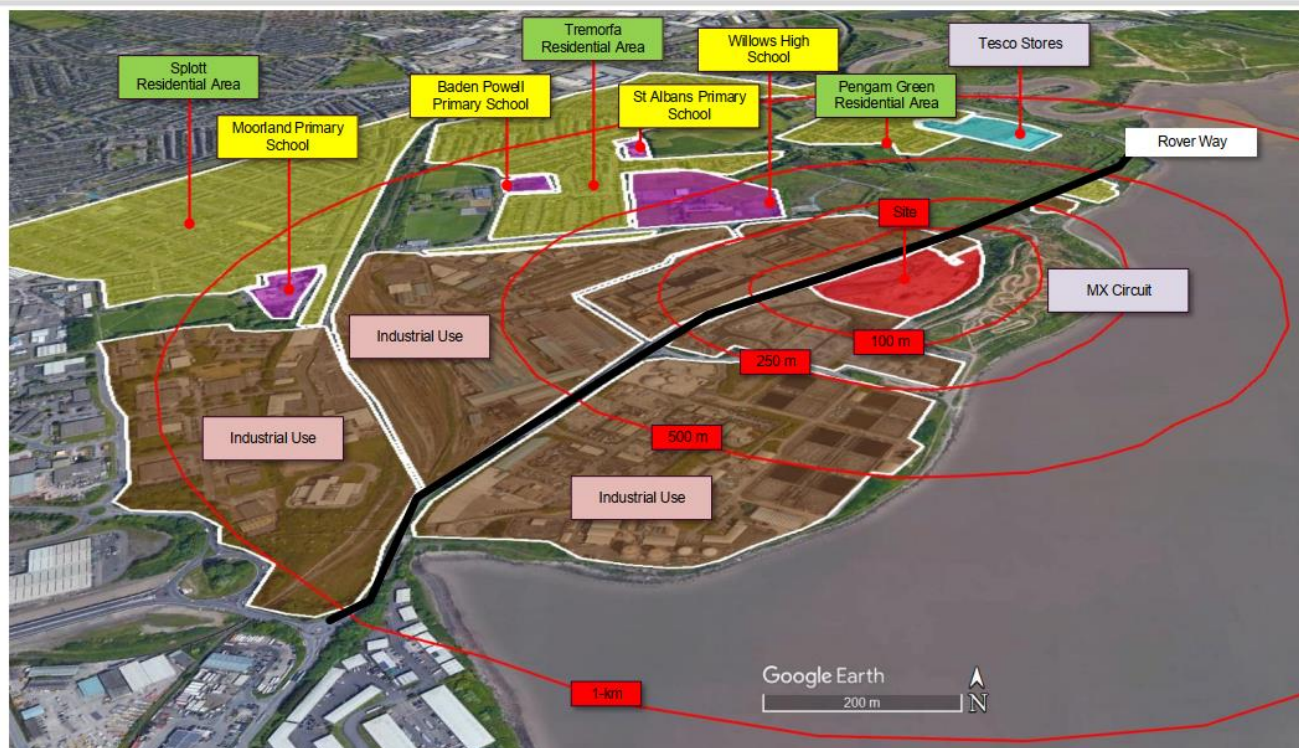 Splott
Residential Area
Moorland Primary
School
Baden Powell
Primary School
Tremorfa
Residential Area
St Albans Primary
School
Willows High
School
Pengam Green
Residential Area
Tesco Stores
Rover Way
Site
MX Circuit
100 m
250 m
500 m
Industrial Use
Industrial Use
Industrial Use
1-km
Google Earth
200 m
N